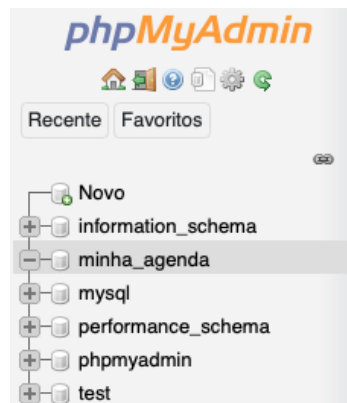 phpMyAdmin
Recente Favoritos
Novo
information_schema
minha_agenda
mysql
performance_schema
phpmyadmin
test